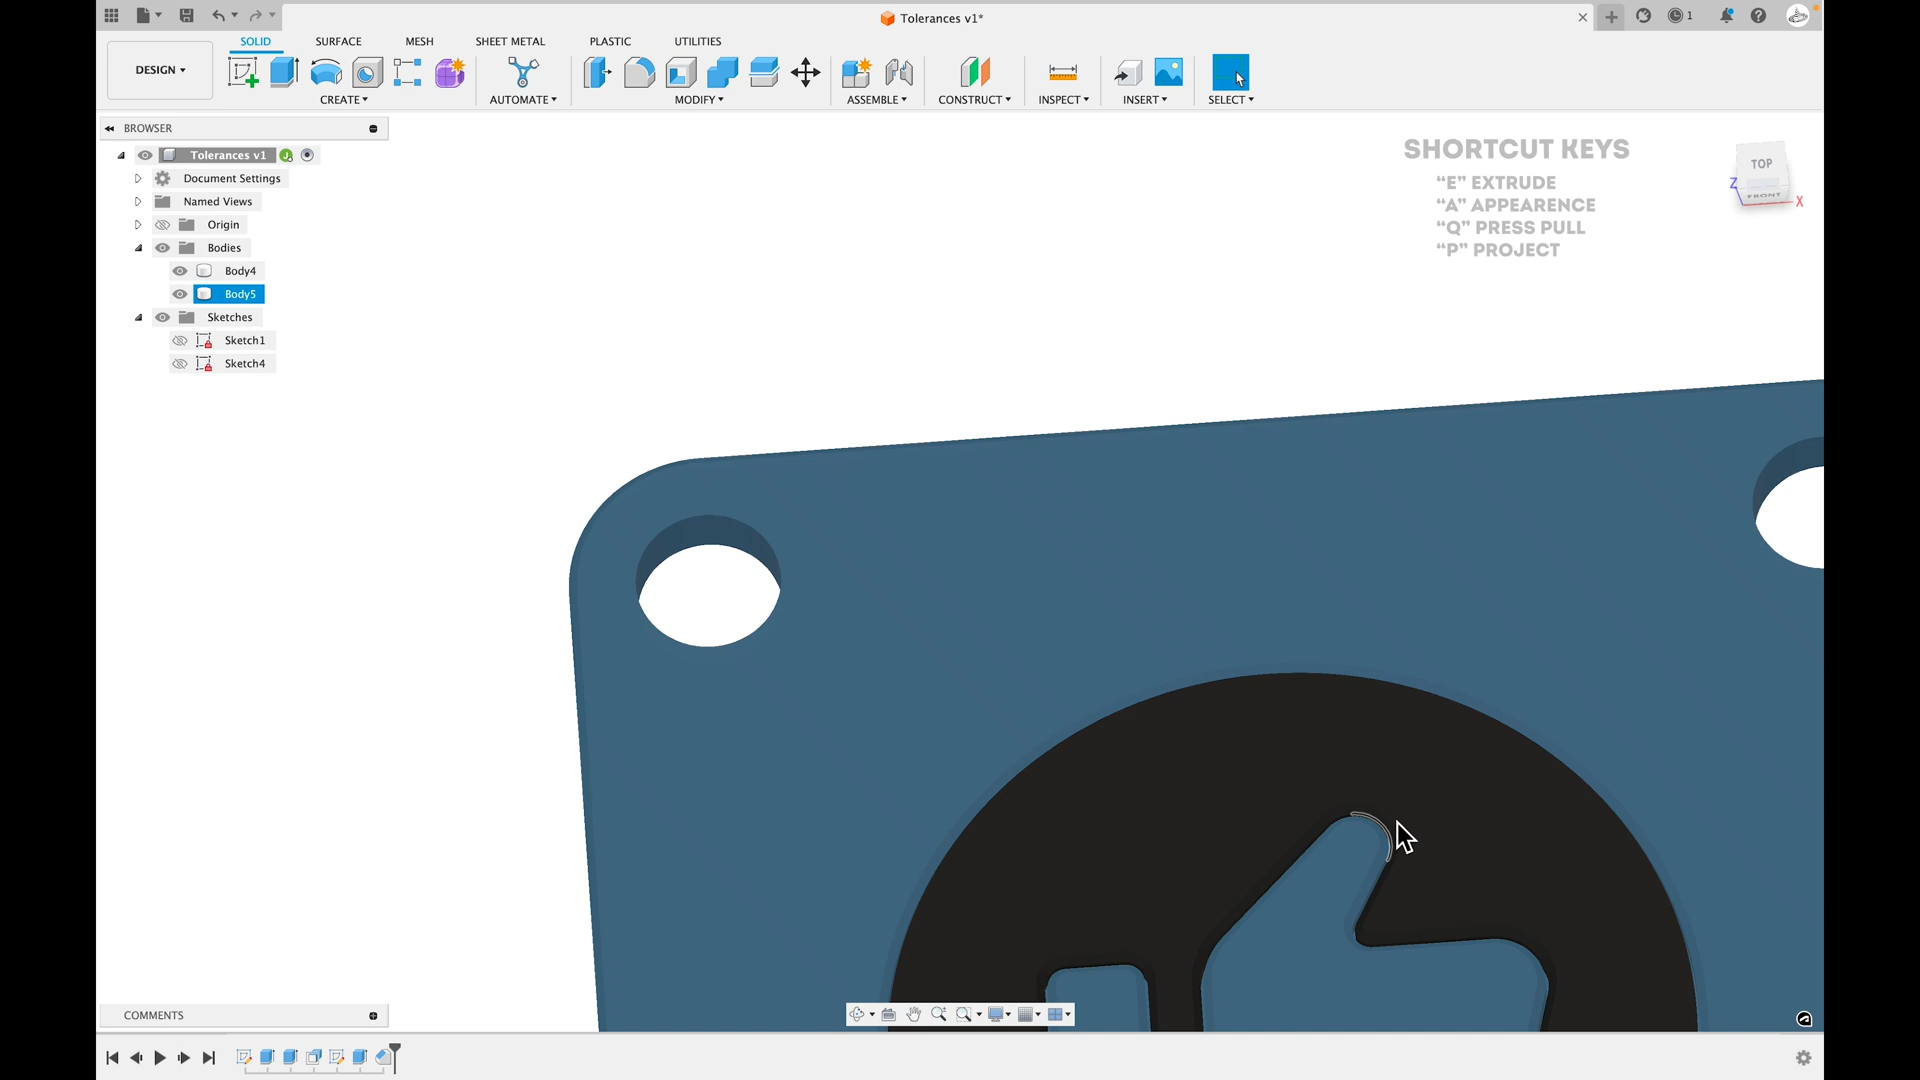 Tolerances v1*
1
DESIGN
SOLID
SURFACE
MESH
SHEET METAL
PLASTIC
UTILITIES
CREATE
AUTOMATE
MODIFY
ASSEMBLE
CONSTRUCT
INSPECT
INSERT
SELECT
BROWSER
Tolerances v1
Document Settings
Named Views
Origin
Bodies
Body4
Body5
Sketches
Sketch1
Sketch4
SHORTCUT KEYS
“E” EXTRUDE
“A” APPEARENCE
“Q” PRESS PULL
“P” PROJECT
TOP
FRONT
Z
X
COMMENTS